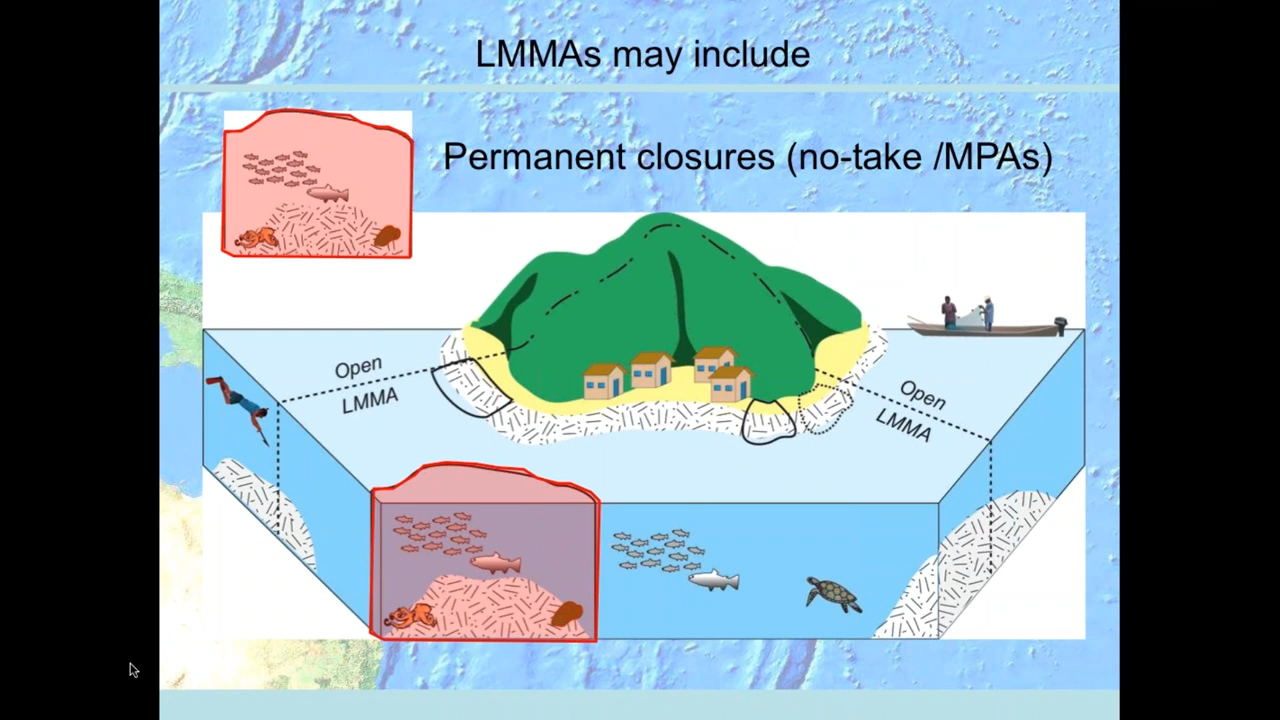 LMMAs may include
Permanent closures (no-take /MPAs)
Open
LMMA
Open
LMMA